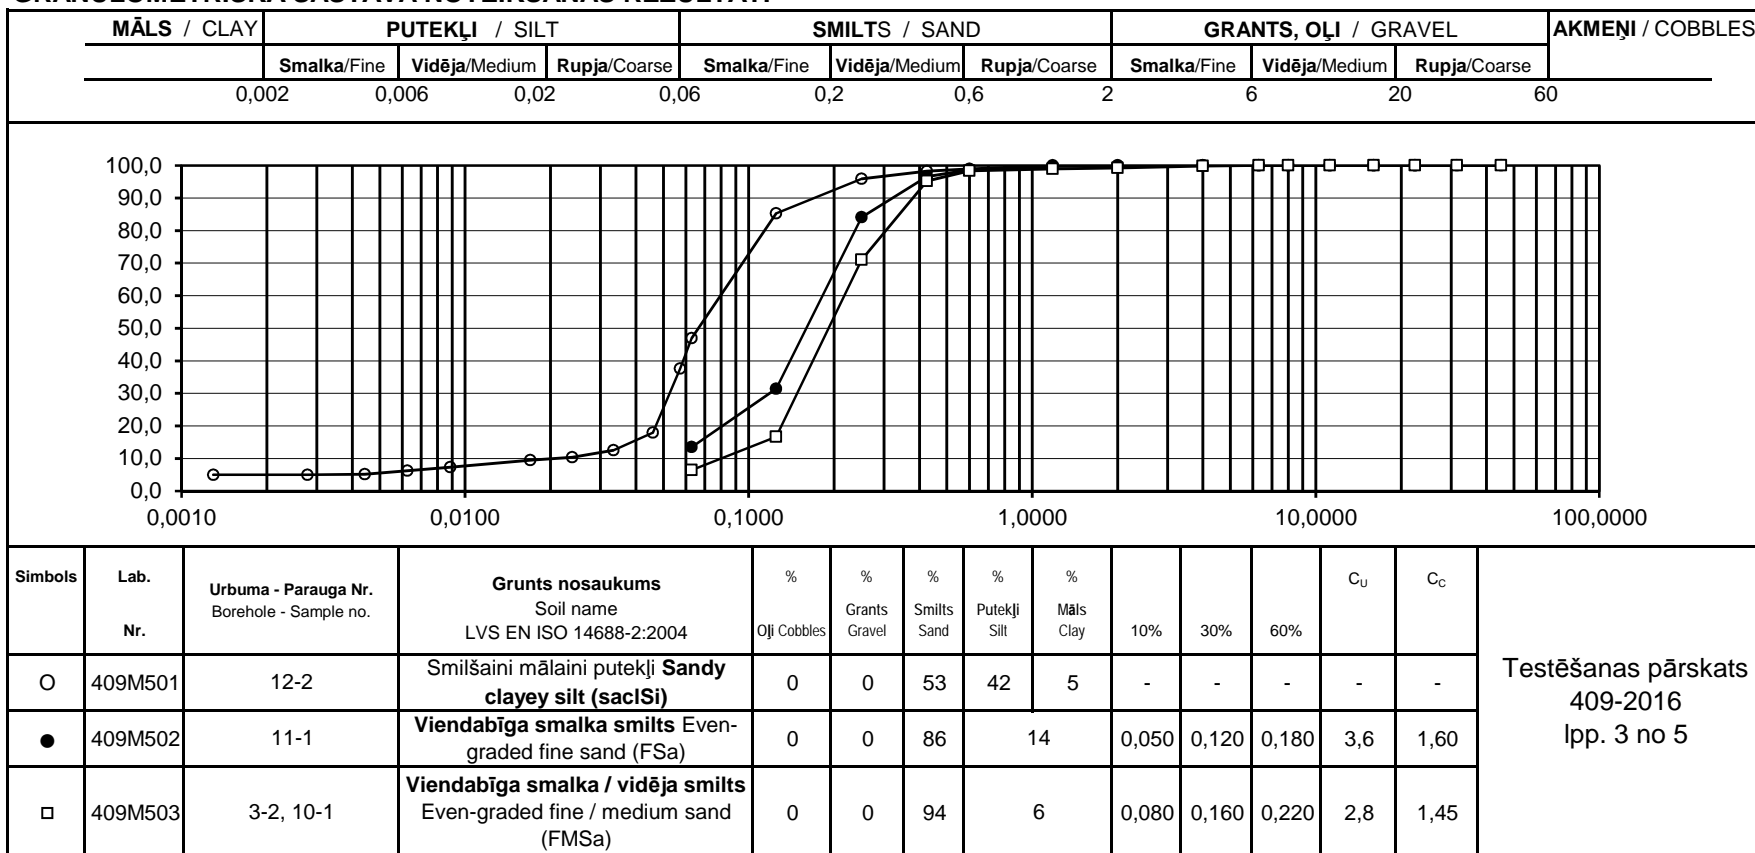 GRANULOMETRISKĀ SASTĀVA NOTEIKŠANAS REZULTĀTI
MĀLS / CLAY PUTEKĻI / SILT SMILTS / SAND GRANTS, OĻI / GRAVEL AKMEŅI / COBBLES
Smalka/Fine Vidēja/Medium Rupja/Coarse Smalka/Fine Vidēja/Medium Rupja/Coarse Smalka/Fine Vidēja/Medium Rupja/Coarse
0,002 0,006 0,02 0,06 0,2 0,6 2 6 20 60
100,0
90,0
80,0
70,0
60,0
50,0
40,0
30,0
20,0
10,0
0,0
0,0010 0,0100 0,1000 1,0000 10,0000 100,0000
Simbols
Lab.
Nr.
Urbuma - Parauga Nr.
Borehole - Sample no.
Grunts nosaukums
Soil name
LVS EN ISO 14688-2:2004
%
Oļi Cobbles
%
Grants
Gravel
%
Smilts
Sand
%
Putekļi
Silt
%
Māls
Clay
10%
30%
60%
CU
CC
409M501
12-2
Smilšaini mālaini putekļi Sandy
clayey silt (saclSi)
0 0 53 42 5 - - - - -
409M502
11-1
Viendabīga smalka smilts Even-
graded fine sand (FSa)
0 0 86 14 0,050 0,120 0,180 3,6 1,60
409M503
3-2, 10-1
Viendabīga smalka / vidēja smilts
Even-graded fine / medium sand
(FMSa)
0 0 94 6 0,080 0,160 0,220 2,8 1,45
Testēšanas pārskats
409-2016
lpp. 3 no 5